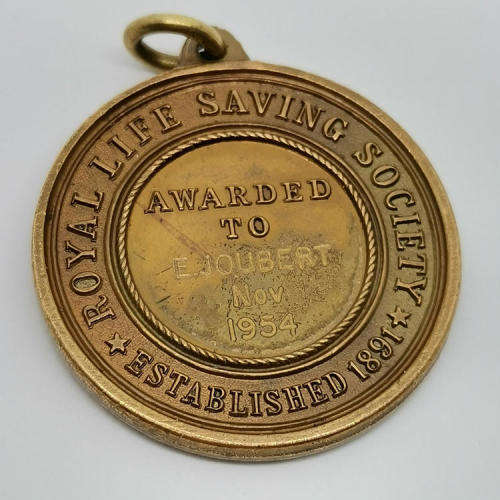 ROYAL LIFE SAVING SOCIETY
★ ESTABLISHED 1891 ★
AWARDED
TO
E.JOUBERT
Nov
1954